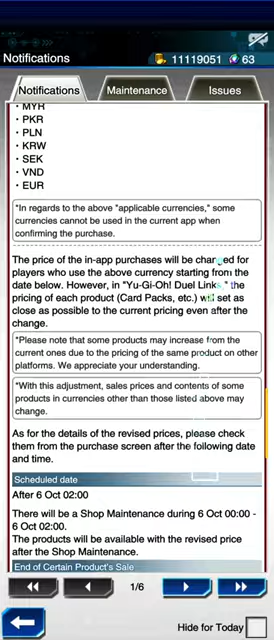 Notifications
11119051
63
Notifications
Maintenance
Issues
• MYR
• PKR
• PLN
• KRW
• SEK
• VND
• EUR
*In regards to the above "applicable currencies," some
currencies cannot be used in the current app when
confirming the purchase.
The price of the in-app purchases will be changed for
players who use the above currency starting from the
date below. However, in "Yu-Gi-Oh! Duel Links," the
pricing of each product (Card Packs, etc.) will set as
close as possible to the current pricing even after the
change.
*Please note that some products may increase from the
current ones due to the pricing of the same product on other
platforms. We appreciate your understanding.
*With this adjustment, sales prices and contents of some
products in currencies other than those listed above may
change.
As for the details of the revised prices, please check
them from the purchase screen after the following date
and time.
Scheduled date
After 6 Oct 02:00
There will be a Shop Maintenance during 6 Oct 00:00 -
6 Oct 02:00.
The products will be available with the revised price
after the Shop Maintenance.
End of Certain Product's Sale
1/6
Hide for Today